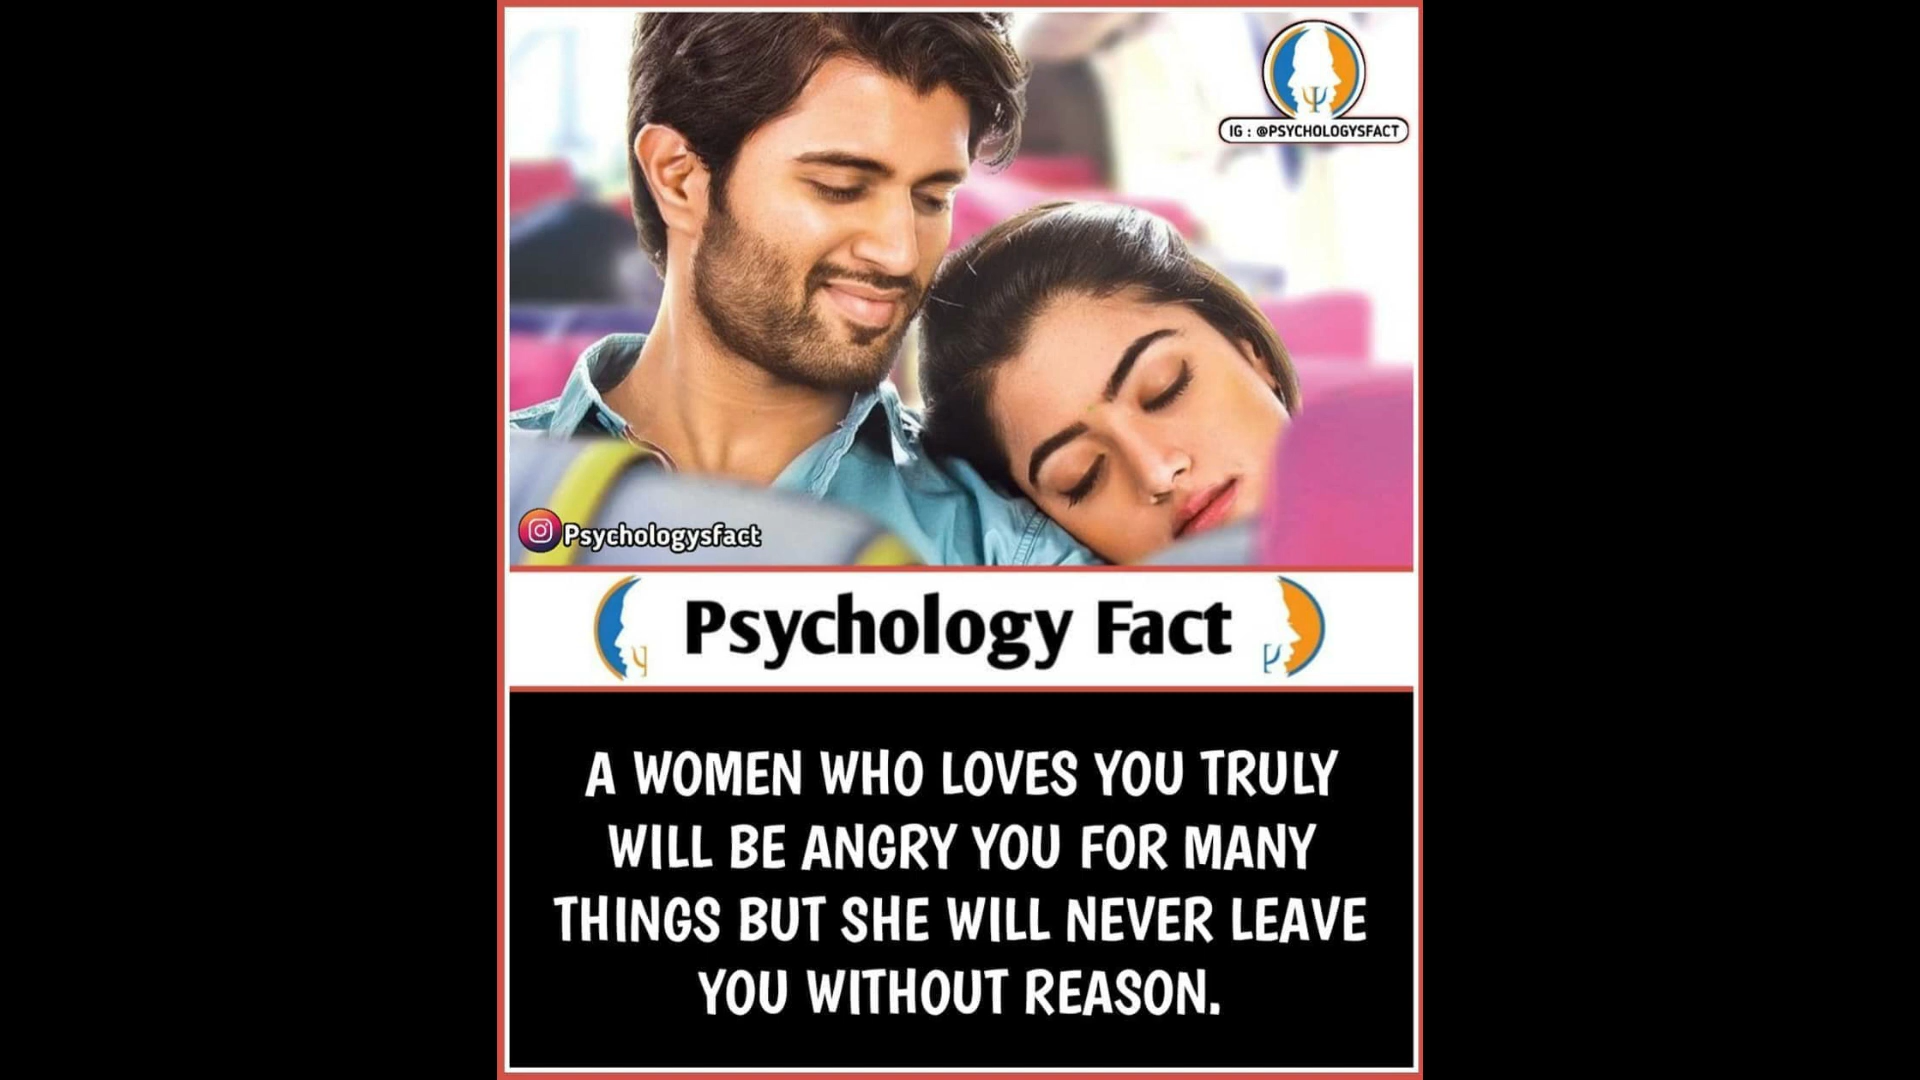 IG : @PSYCHOLOGYSFACT
Psychologysfact
Psychology Fact
A WOMEN WHO LOVES YOU TRULY
WILL BE ANGRY YOU FOR MANY
THINGS BUT SHE WILL NEVER LEAVE
YOU WITHOUT REASON.